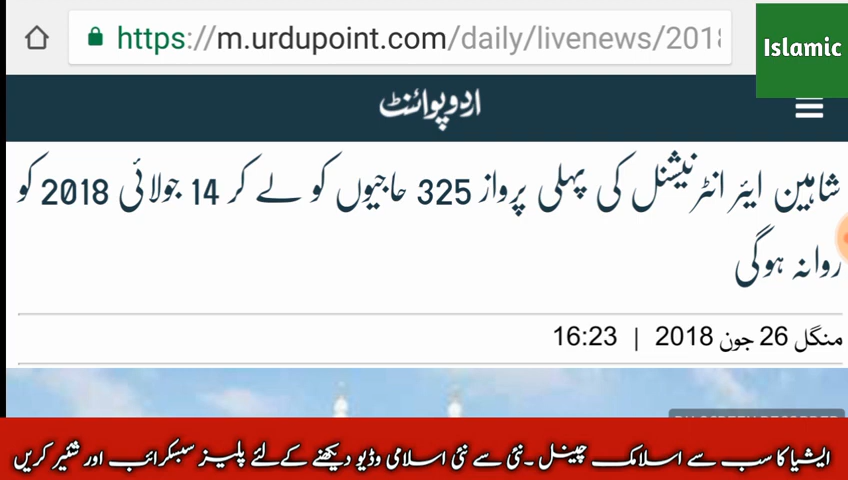 https://m.urdupoint.com/daily/livenews/2018
Islamic
اردوپوائنٹ
شاہین ایئر انٹرنیشنل کی پہلی پرواز 325 حاجیوں کو لے کر 14 جولائی 2018 کو
روانہ ہوگی
منگل 26 جون 2018 | 16:23
ایشیا کا سب سے اسلامک چینل ۔نئی سے نئی اسلامی وڈیو دیکھنے کے لئے پلیز سبسکرائب اور شئیر کریں